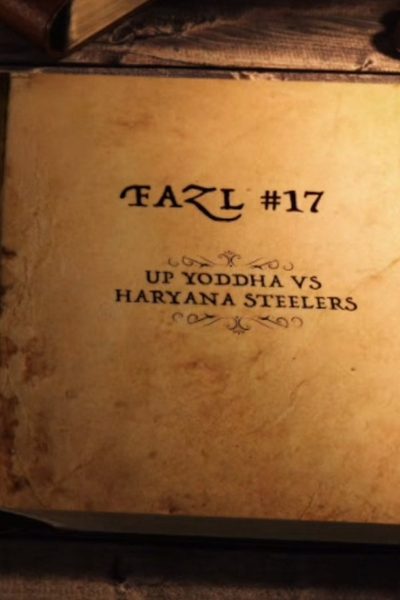 FAZL #17
UP YODDHA VS
HARYANA STEELERS